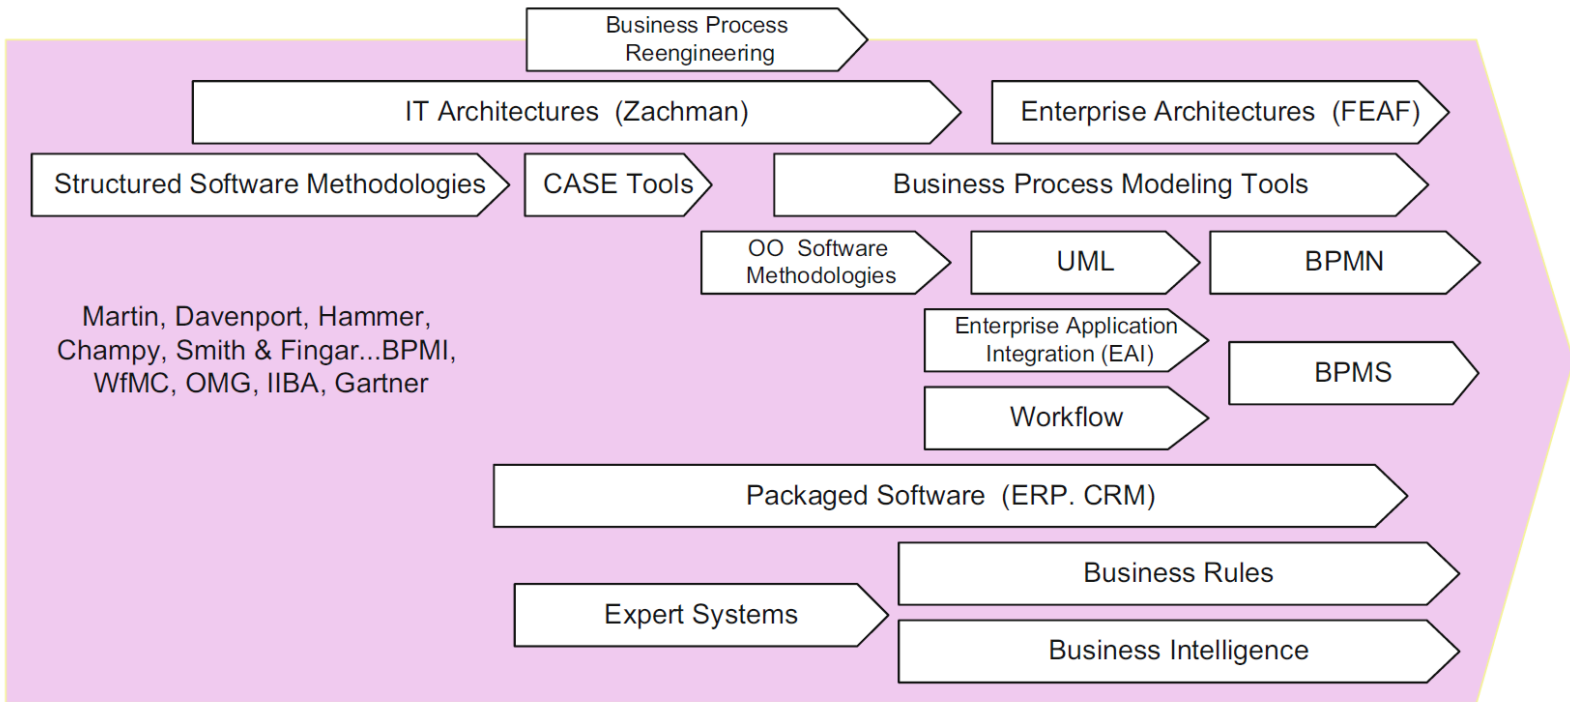 Business Process
Reengineering
IT Architectures (Zachman)
Enterprise Architectures (FEAF)
Structured Software Methodologies
CASE Tools
Business Process Modeling Tools
OO Software
Methodologies
UML
BPMN
Martin, Davenport, Hammer,
Champy, Smith & Fingar...BPMI,
WfMC, OMG, IIBA, Gartner
Enterprise Application
Integration (EAI)
BPMS
Workflow
Packaged Software (ERP. CRM)
Business Rules
Expert Systems
Business Intelligence